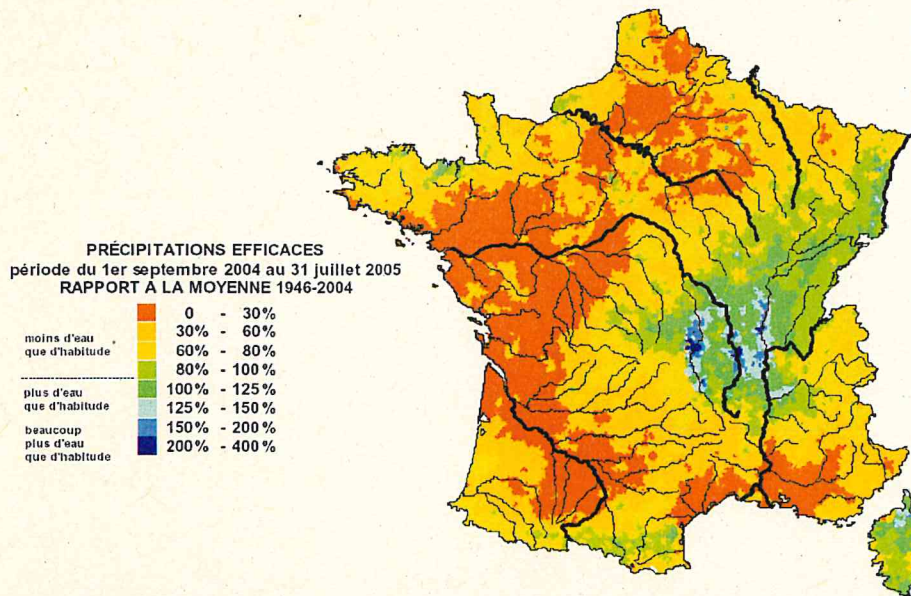 PRÉCIPITATIONS EFFICACES
période du 1er septembre 2004 au 31 juillet 2005
RAPPORT À LA MOYENNE 1946-2004
moins d'eau
que d'habitude
plus d'eau
que d'habitude
beaucoup
plus d'eau
que d'habitude
0 - 30%
30% - 60%
60% - 80%
80% - 100%
100% - 125%
125% - 150%
150% - 200%
200% - 400%